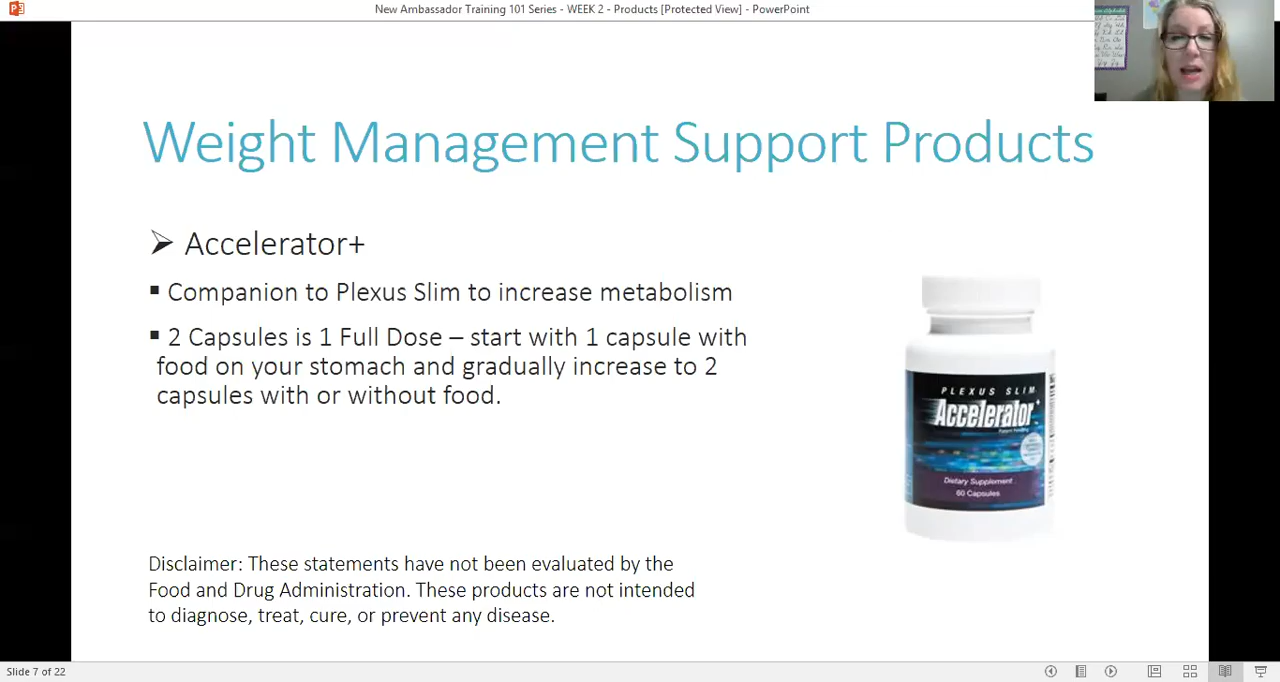 New Ambassador Training 101 Series - WEEK 2 - Products [Protected View] - PowerPoint
Weight Management Support Products
➢ Accelerator+
▪ Companion to Plexus Slim to increase metabolism
▪ 2 Capsules is 1 Full Dose – start with 1 capsule with
food on your stomach and gradually increase to 2
capsules with or without food.
PLEXUS SLIM
Accelerator+
Dietary Supplement
60 Capsules
Disclaimer: These statements have not been evaluated by the
Food and Drug Administration. These products are not intended
to diagnose, treat, cure, or prevent any disease.
Slide 7 of 22